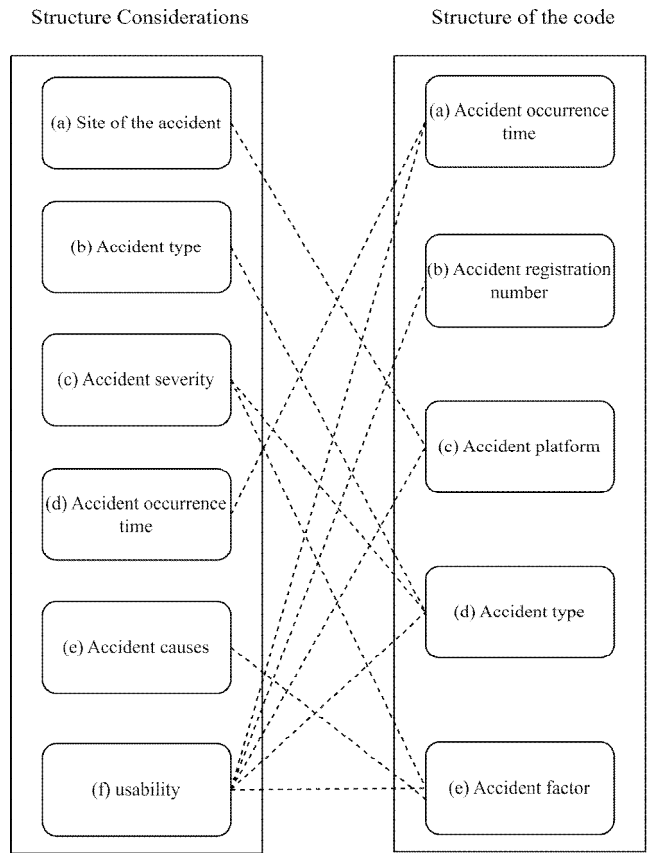 Structure Considerations
(a) Site of the accident
(b) Accident type
(c) Accident severity
(d) Accident occurrence
time
(e) Accident causes
(f) usability
Structure of the code
(a) Accident occurrence
time
(b) Accident registration
number
(c) Accident platform
(d) Accident type
(e) Accident factor